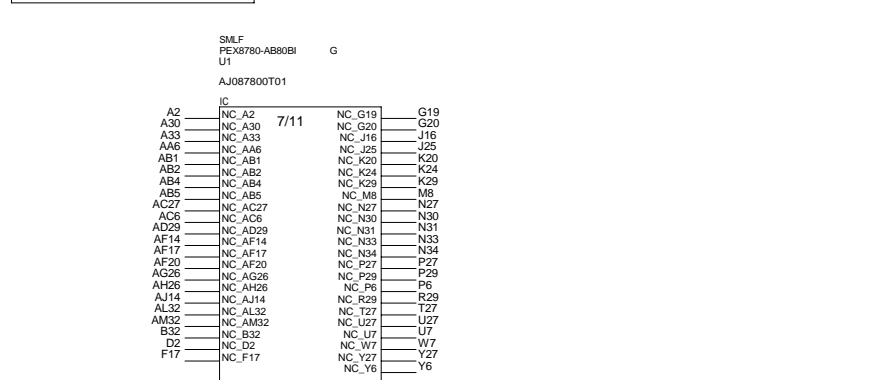 SMLF
PEX8780-AB80BI G
U1
AJ087800T01
IC
7/11
A2 NC_A2 NC_G19 G19
A30 NC_A30 NC_G20 G20
A33 NC_A33 NC_J16 J16
AA6 NC_AA6 NC_J25 J25
AB1 NC_AB1 NC_K20 K20
AB2 NC_AB2 NC_K24 K24
AB4 NC_AB4 NC_K29 K29
AB5 NC_AB5 NC_M8 M8
AC27 NC_AC27 NC_N27 N27
AC6 NC_AC6 NC_N30 N30
AD29 NC_AD29 NC_N31 N31
AF14 NC_AF14 NC_N33 N33
AF17 NC_AF17 NC_N34 N34
AF20 NC_AF20 NC_P27 P27
AG26 NC_AG26 NC_P29 P29
AH26 NC_AH26 NC_P6 P6
AJ14 NC_AJ14 NC_R29 R29
AL32 NC_AL32 NC_T27 T27
AM32 NC_AM32 NC_U27 U27
B32 NC_B32 NC_U7 U7
D2 NC_D2 NC_W7 W7
F17 NC_F17 NC_Y27 Y27
NC_Y6 Y6